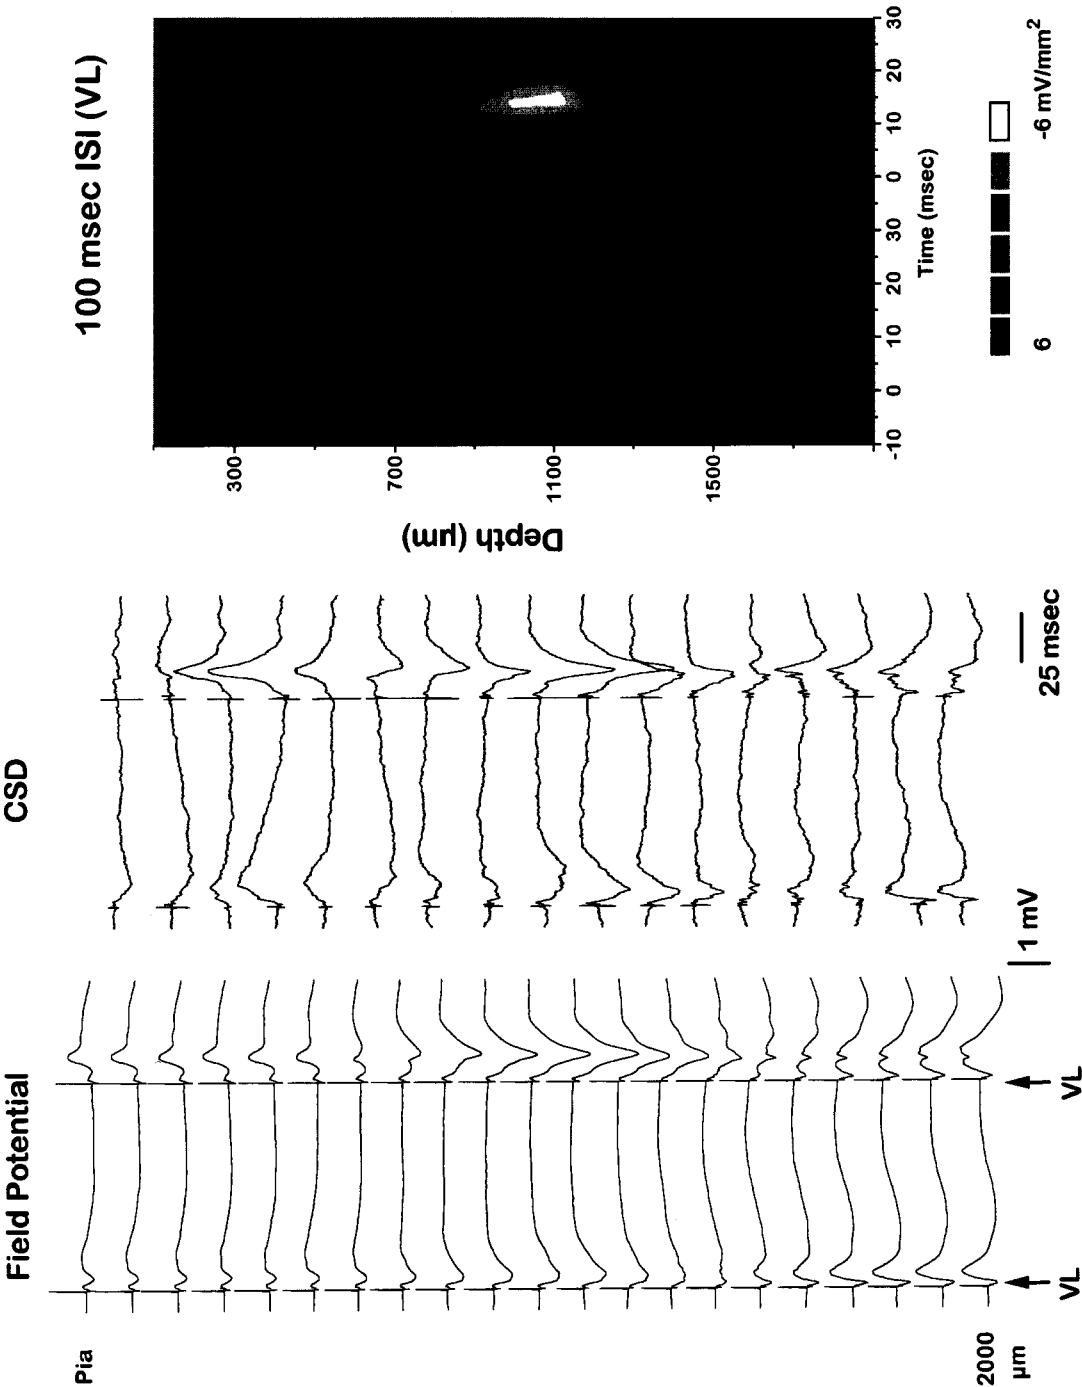 Field Potential
CSD
100 msec ISI (VL)
Pia
2000
µm
VL
VL
1 mV
25 msec
Depth (µm)
300
700
1100
1500
-10
0
10
20
30
0
10
20
30
Time (msec)
6
-6 mV/mm²